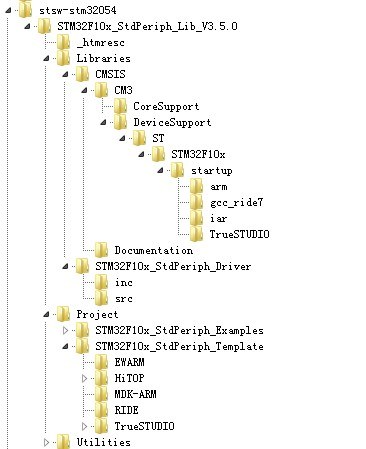 stsw-stm32054
STM32F10x_StdPeriph_Lib_V3.5.0
_htmresc
Libraries
CMSIS
CM3
CoreSupport
DeviceSupport
ST
STM32F10x
startup
arm
gcc_ride7
iar
TrueSTUDIO
Documentation
STM32F10x_StdPeriph_Driver
inc
src
Project
STM32F10x_StdPeriph_Examples
STM32F10x_StdPeriph_Template
EWARM
HiTOP
MDK-ARM
RIDE
TrueSTUDIO
Utilities